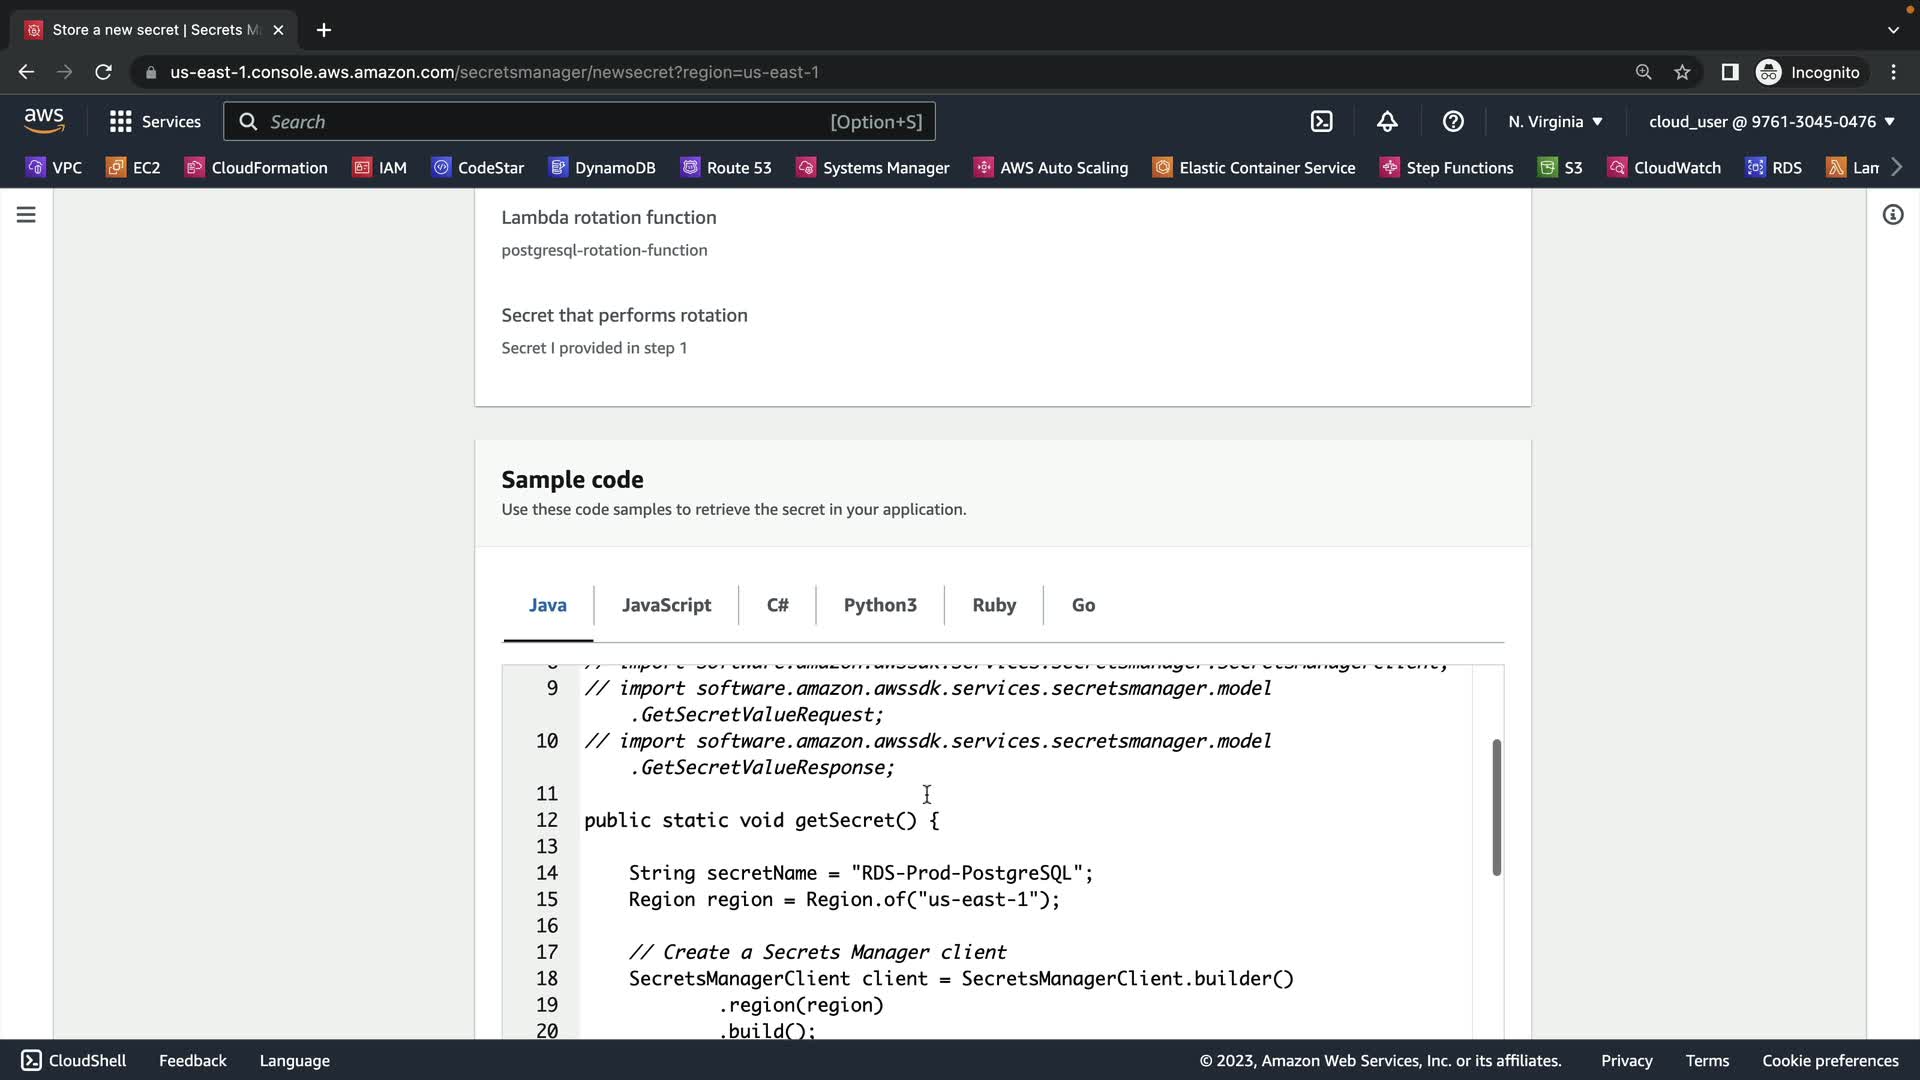 Store a new secret | Secrets M
us-east-1.console.aws.amazon.com/secretsmanager/newsecret?region=us-east-1
Incognito
aws
Services
Search
[Option+S]
N. Virginia
cloud_user @ 9761-3045-0476
VPC
EC2
CloudFormation
IAM
CodeStar
DynamoDB
Route 53
Systems Manager
AWS Auto Scaling
Elastic Container Service
Step Functions
S3
CloudWatch
RDS
Lam
Lambda rotation function
postgresql-rotation-function
Secret that performs rotation
Secret I provided in step 1
Sample code
Use these code samples to retrieve the secret in your application.
Java
JavaScript
C#
Python3
Ruby
Go
8 // import software.amazon.awssdk.services.secretsmanager.SecretsManagerClient;
9 // import software.amazon.awssdk.services.secretsmanager.model
.GetSecretValueRequest;
10 // import software.amazon.awssdk.services.secretsmanager.model
.GetSecretValueResponse;
11
12 public static void getSecret() {
13
14 String secretName = "RDS-Prod-PostgreSQL";
15 Region region = Region.of("us-east-1");
16
17 // Create a Secrets Manager client
18 SecretsManagerClient client = SecretsManagerClient.builder()
19 .region(region)
20 .build();
CloudShell
Feedback
Language
© 2023, Amazon Web Services, Inc. or its affiliates.
Privacy
Terms
Cookie preferences